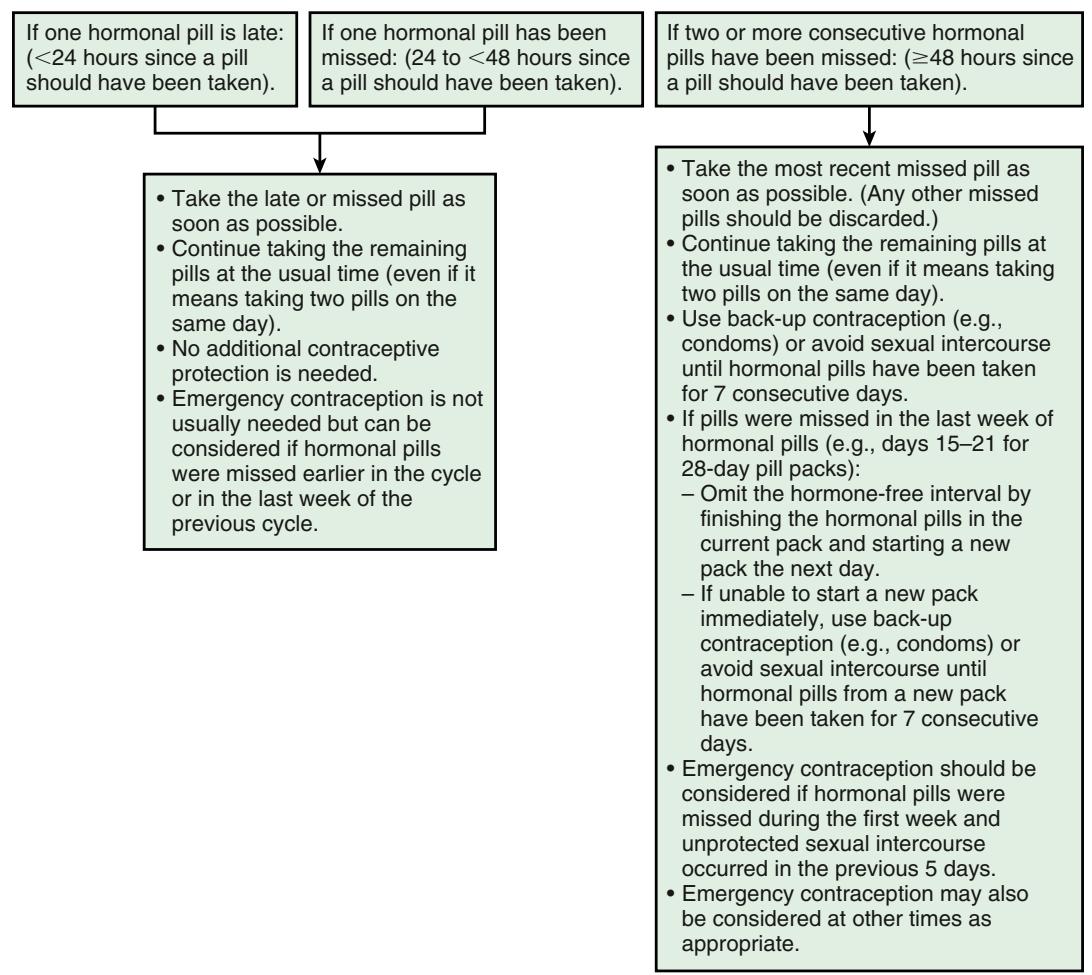 If one hormonal pill is late:
(<24 hours since a pill
should have been taken).
If one hormonal pill has been
missed: (24 to <48 hours since
a pill should have been taken).
If two or more consecutive hormonal
pills have been missed: (≥48 hours since
a pill should have been taken).
• Take the late or missed pill as
soon as possible.
• Continue taking the remaining
pills at the usual time (even if it
means taking two pills on the
same day).
• No additional contraceptive
protection is needed.
• Emergency contraception is not
usually needed but can be
considered if hormonal pills
were missed earlier in the cycle
or in the last week of the
previous cycle.
• Take the most recent missed pill as
soon as possible. (Any other missed
pills should be discarded.)
• Continue taking the remaining pills at
the usual time (even if it means taking
two pills on the same day).
• Use back-up contraception (e.g.,
condoms) or avoid sexual intercourse
until hormonal pills have been taken
for 7 consecutive days.
• If pills were missed in the last week of
hormonal pills (e.g., days 15–21 for
28-day pill packs):
– Omit the hormone-free interval by
finishing the hormonal pills in the
current pack and starting a new
pack the next day.
– If unable to start a new pack
immediately, use back-up
contraception (e.g., condoms) or
avoid sexual intercourse until
hormonal pills from a new pack
have been taken for 7 consecutive
days.
• Emergency contraception should be
considered if hormonal pills were
missed during the first week and
unprotected sexual intercourse
occurred in the previous 5 days.
• Emergency contraception may also
be considered at other times as
appropriate.